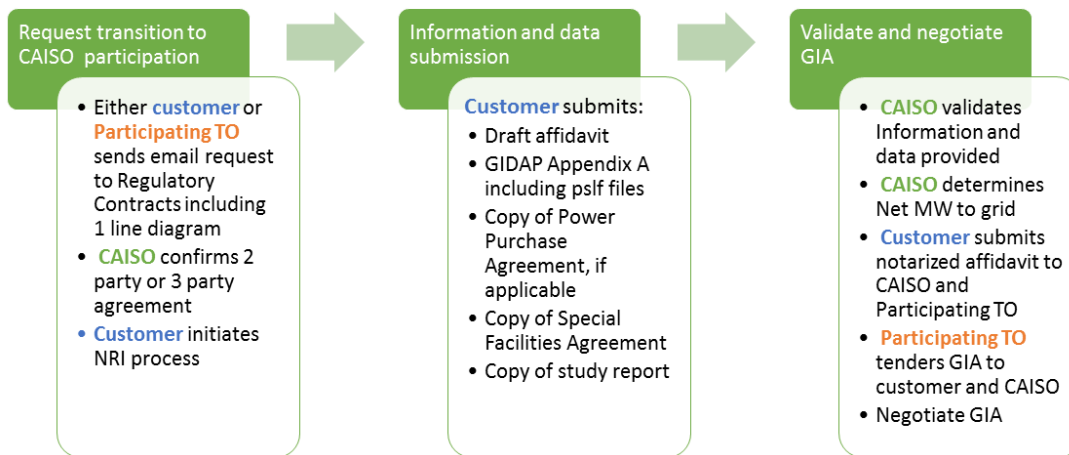 Request transition to
CAISO participation
• Either customer or
Participating TO
sends email request
to Regulatory
Contracts including
1 line diagram
• CAISO confirms 2
party or 3 party
agreement
• Customer initiates
NRI process
Information and data
submission
Customer submits:
• Draft affidavit
• GIDAP Appendix A
including pslf files
• Copy of Power
Purchase
Agreement, if
applicable
• Copy of Special
Facilities Agreement
• Copy of study report
Validate and negotiate
GIA
• CAISO validates
Information and
data provided
• CAISO determines
Net MW to grid
• Customer submits
notarized affidavit to
CAISO and
Participating TO
• Participating TO
tenders GIA to
customer and CAISO
• Negotiate GIA